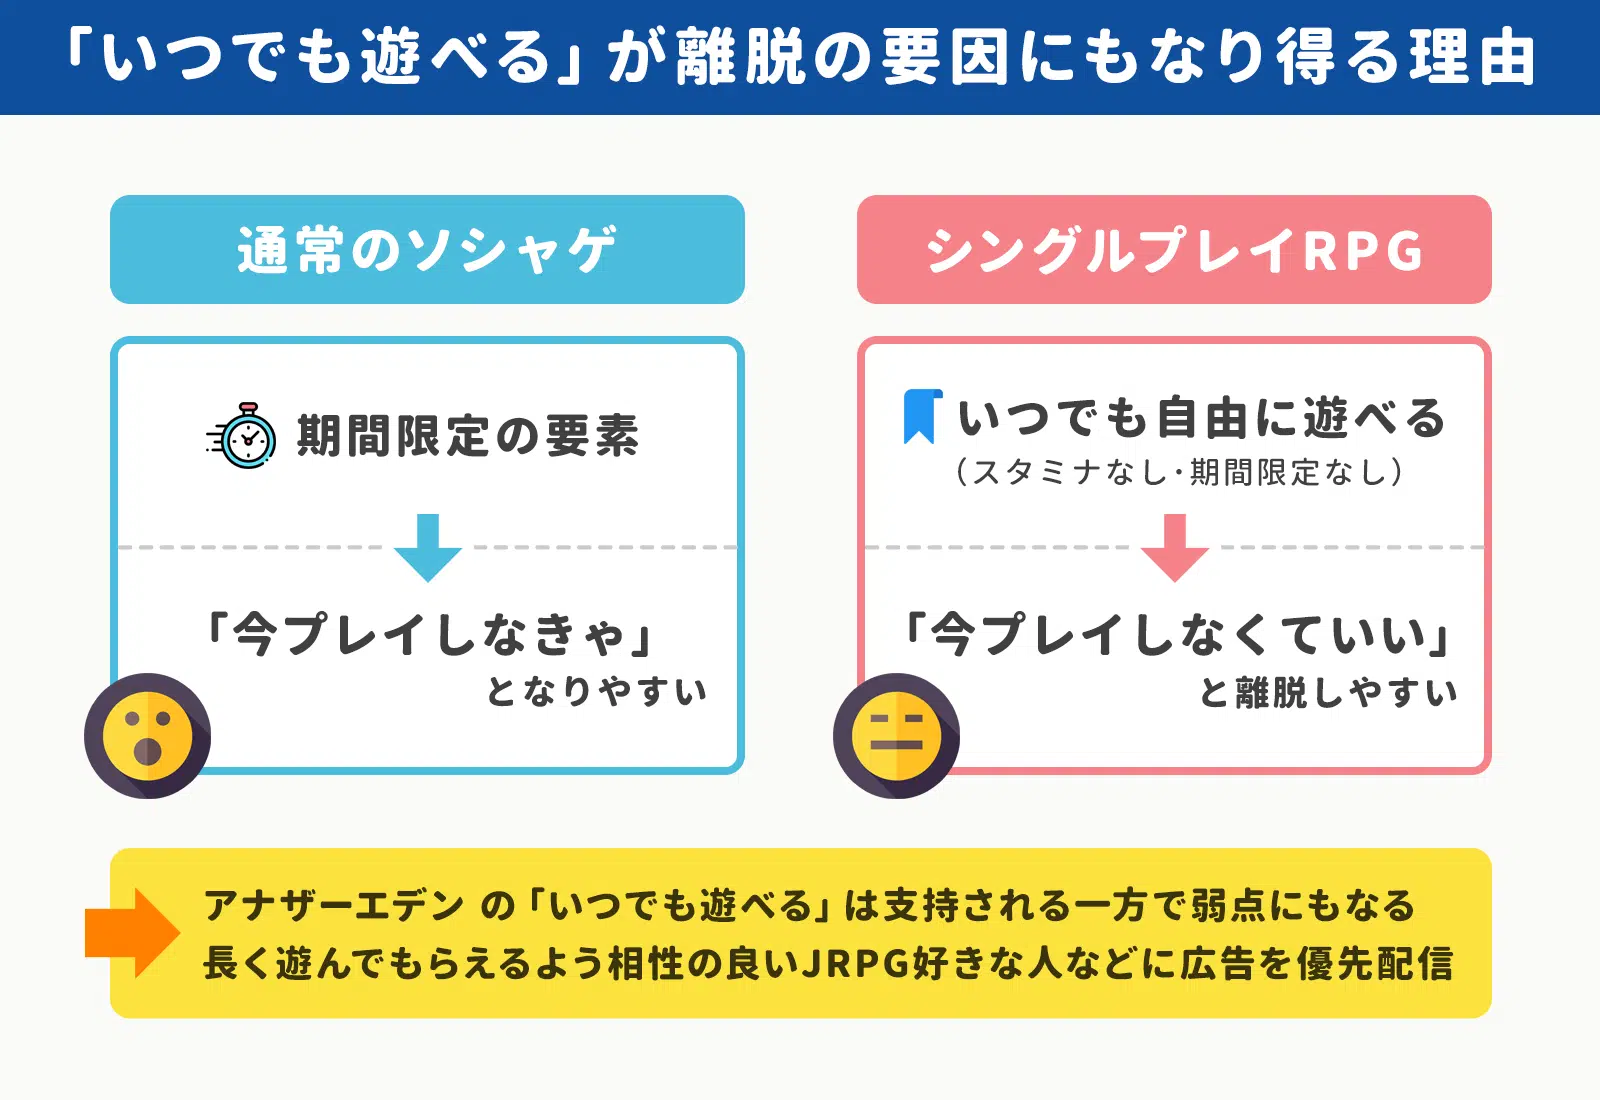 「いつでも遊べる」が離脱の要因にもなり得る理由
通常のソシャゲ
期間限定の要素
「今プレイしなきゃ」
となりやすい
シングルプレイRPG
いつでも自由に遊べる
（スタミナなし・期間限定なし）
「今プレイしなくていい」
と離脱しやすい
アナザーエデン の「いつでも遊べる」は支持される一方で弱点にもなる
長く遊んでもらえるよう相性の良いJRPG好きな人などに広告を優先配信